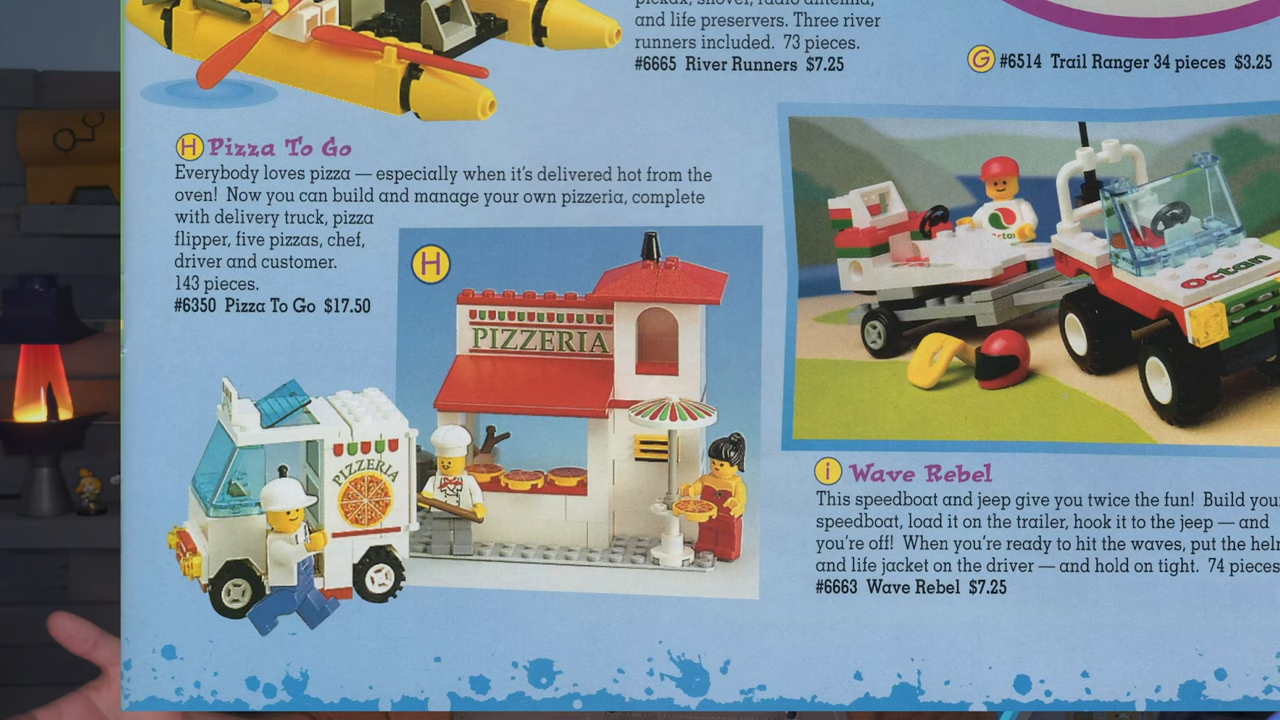 pickax, shovel, radio antenna,
and life preservers. Three river
runners included. 73 pieces.
#6665 River Runners $7.25
G #6514 Trail Ranger 34 pieces $3.25
H Pizza To Go
Everybody loves pizza — especially when it's delivered hot from the
oven! Now you can build and manage your own pizzeria, complete
with delivery truck, pizza
flipper, five pizzas, chef,
driver and customer.
143 pieces.
#6350 Pizza To Go $17.50
H
PIZZERIA
PIZZERIA
Octan
Octan
i Wave Rebel
This speedboat and jeep give you twice the fun! Build
speedboat, load it on the trailer, hook it to the jeep — and
you're off! When you're ready to hit the waves, put the
and life jacket on the driver — and hold on tight. 74 pieces
#6663 Wave Rebel $7.25